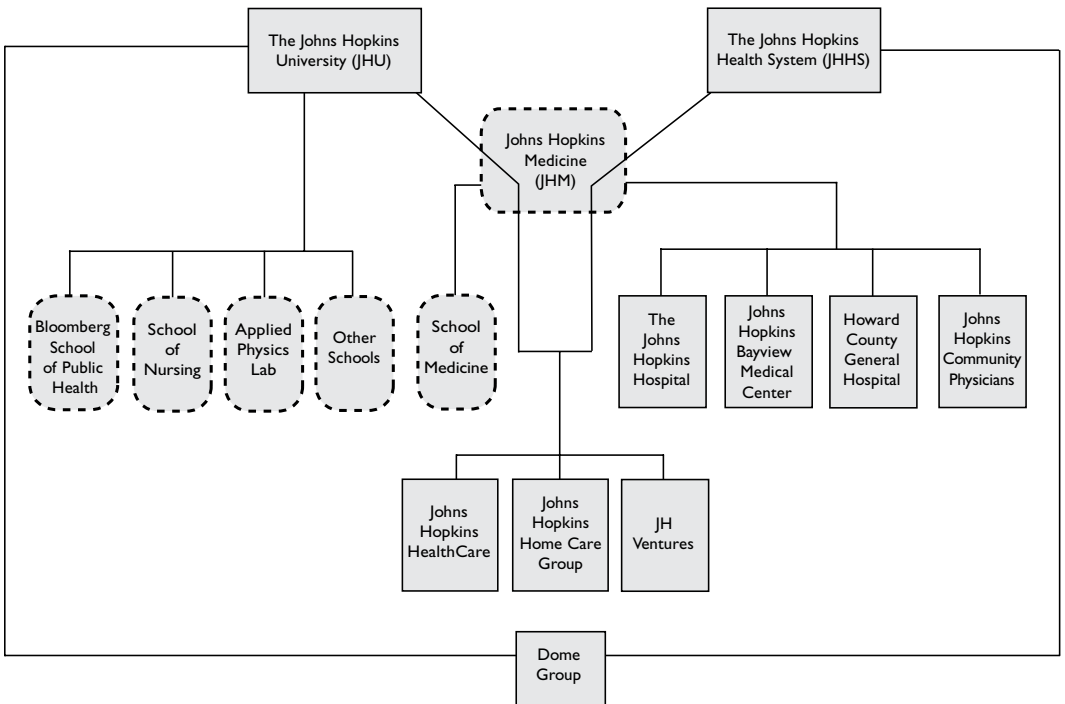 The Johns Hopkins
University (JHU)
The Johns Hopkins
Health System (JHHS)
Johns Hopkins
Medicine
(JHM)
Bloomberg
School
of Public
Health
School
of
Nursing
Applied
Physics
Lab
Other
Schools
School
of
Medicine
The
Johns
Hopkins
Hospital
Johns
Hopkins
Bayview
Medical
Center
Howard
County
General
Hospital
Johns
Hopkins
Community
Physicians
Johns
Hopkins
HealthCare
Johns
Hopkins
Home Care
Group
JH
Ventures
Dome
Group